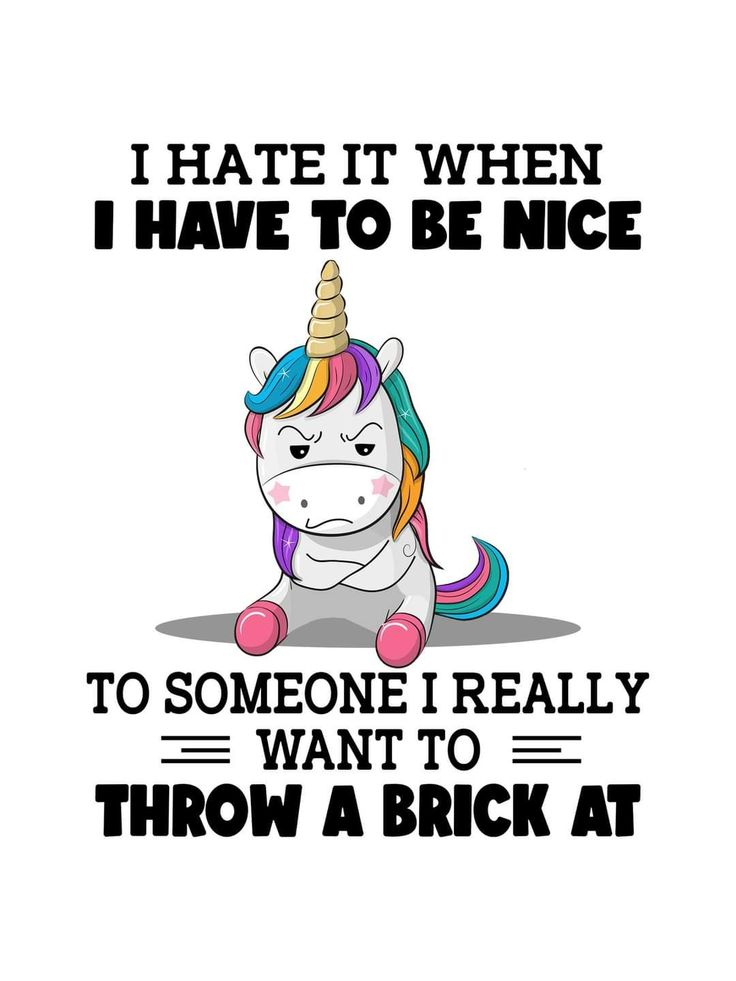 I HATE IT WHEN
I HAVE TO BE NICE
TO SOMEONE I REALLY
WANT TO
THROW A BRICK AT